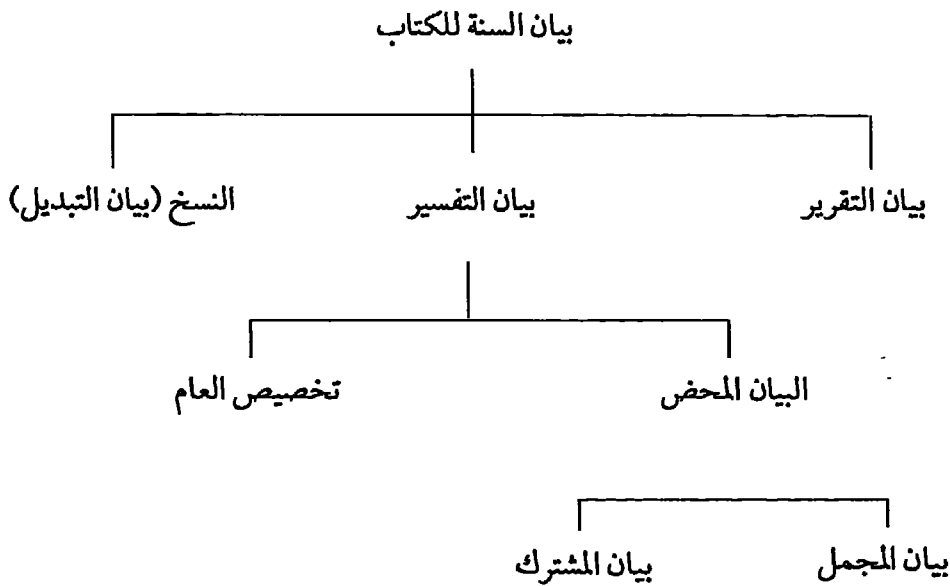 بيان السنة للكتاب
بيان التقرير بيان التفسير النسخ (بيان التبديل)
البيان المحض تخصيص العام
بيان المجمل بيان المشترك